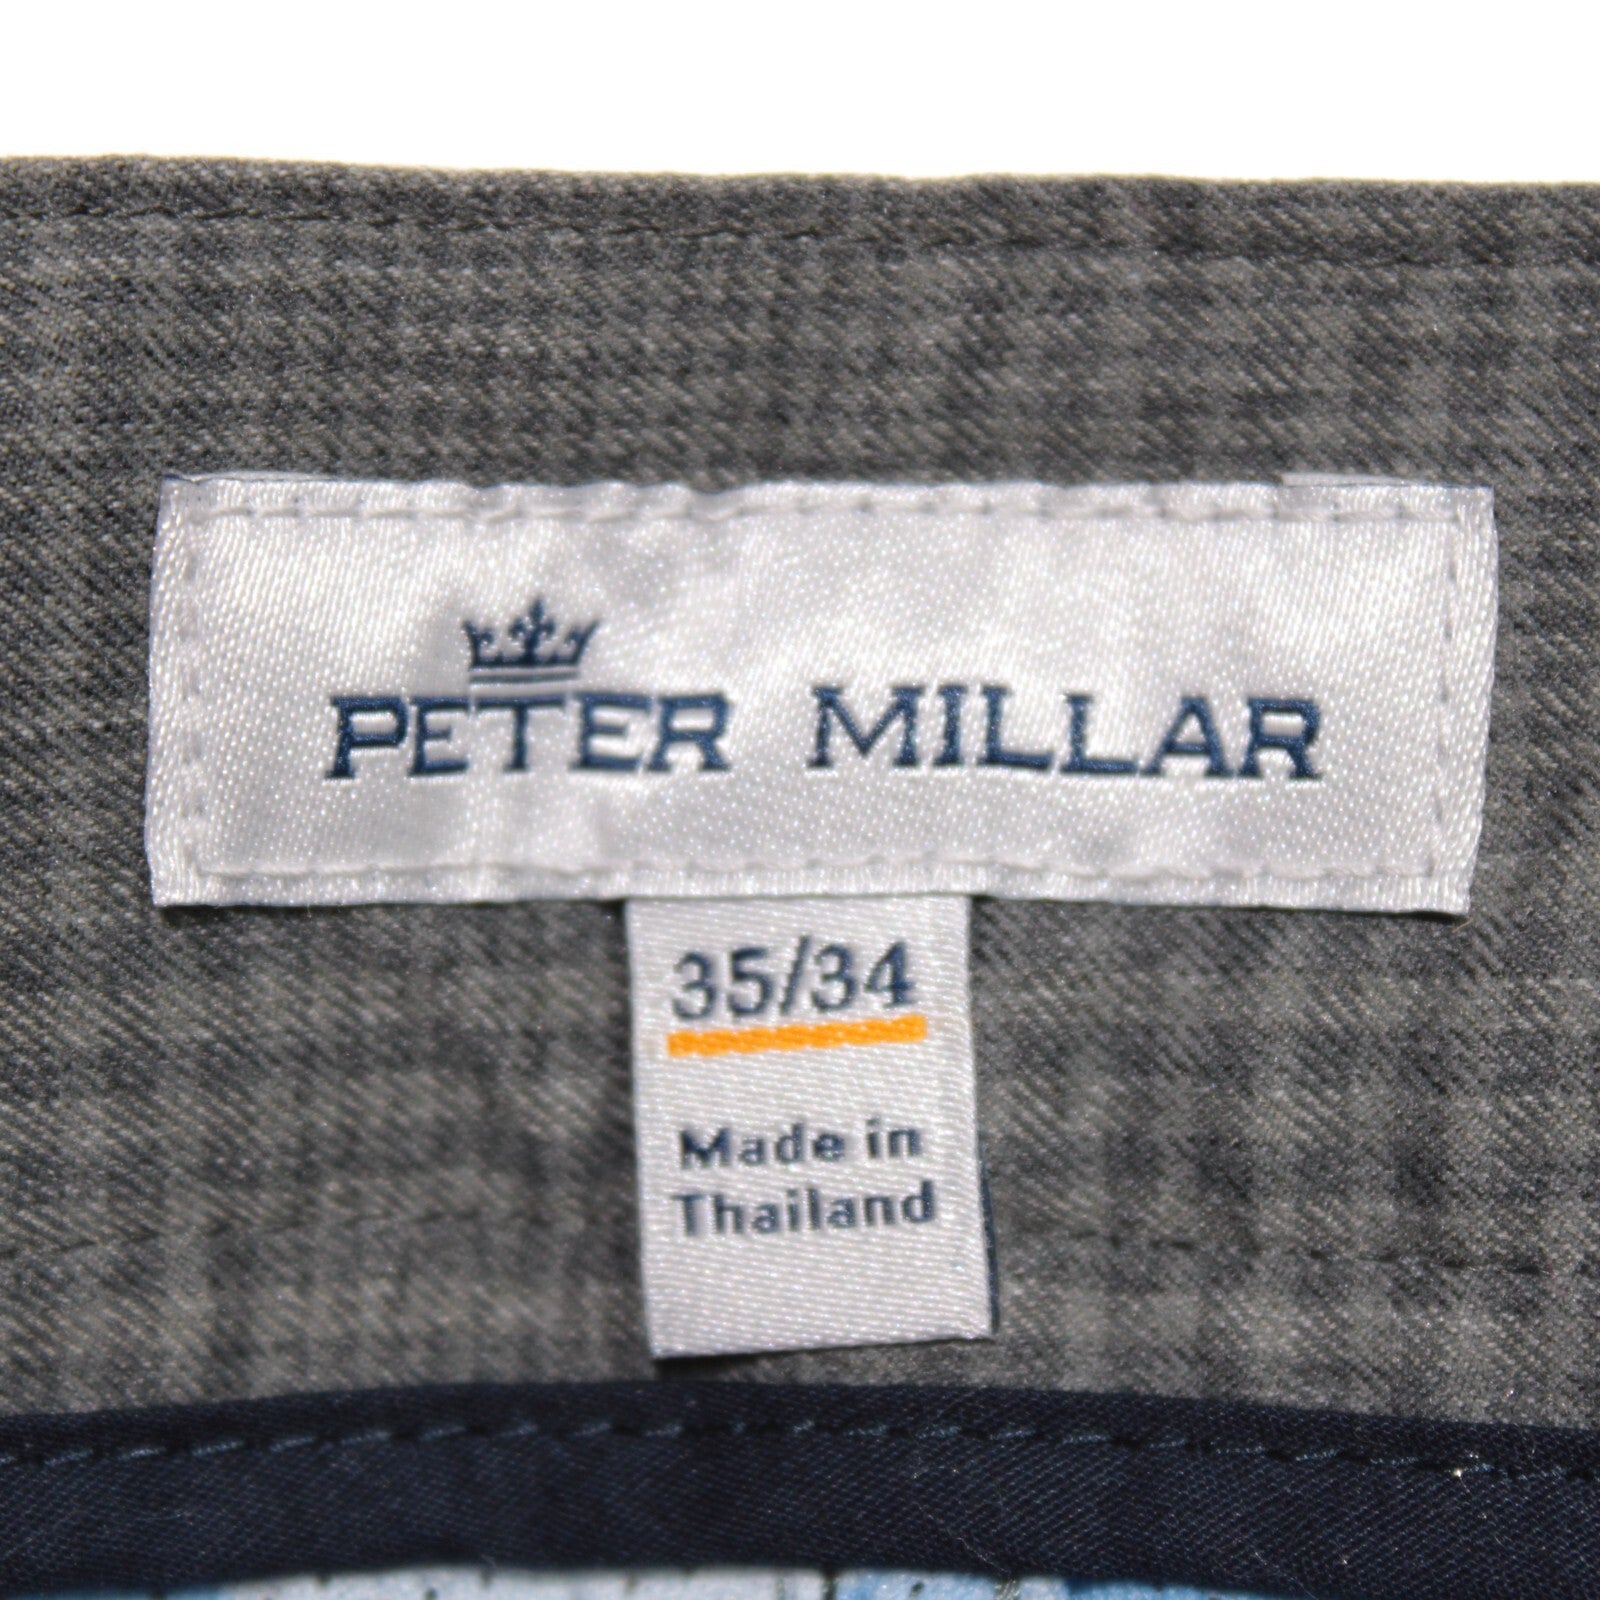 PETER MILLAR
35/34
Made in
Thailand